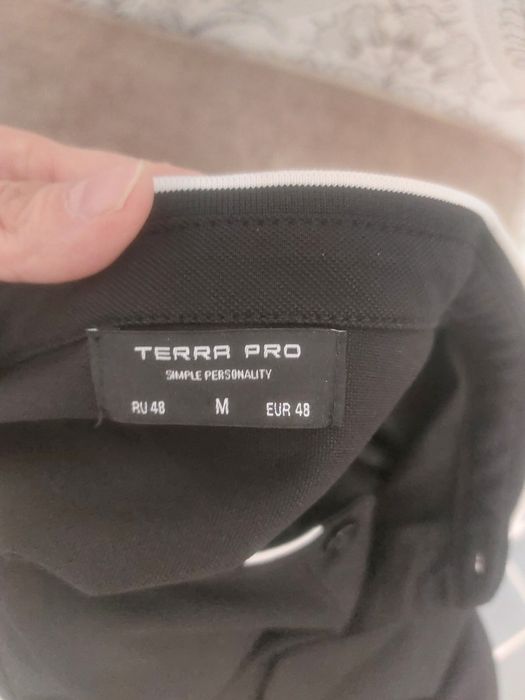 TERRA PRO
SIMPLE PERSONALITY
RU 48 M EUR 48